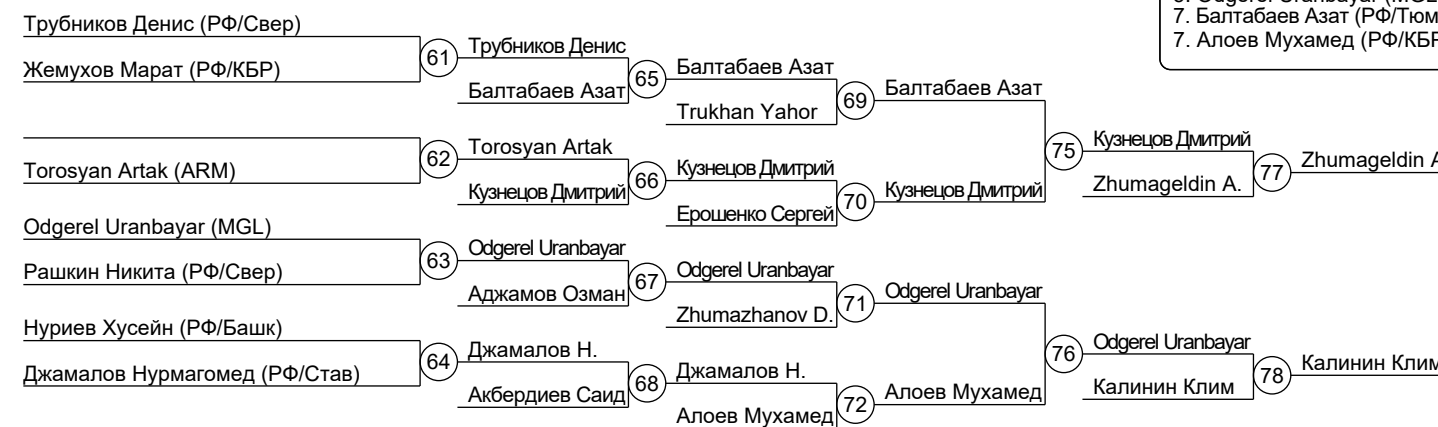 7. Балтабаев Азат (РФ/Тюм
7. Алоев Мухамед (РФ/КБР
Трубников Денис (РФ/Свер)
Жемухов Марат (РФ/КБР)
61
Трубников Денис
Балтабаев Азат
65
Балтабаев Азат
Trukhan Yahor
69
Балтабаев Азат
Torosyan Artak (ARM)
62
Torosyan Artak
Кузнецов Дмитрий
66
Кузнецов Дмитрий
Ерошенко Сергей
70
Кузнецов Дмитрий
75
Кузнецов Дмитрий
Zhumageldin A.
77
Zhumageldin A
Odgerel Uranbayar (MGL)
Рашкин Никита (РФ/Свер)
63
Odgerel Uranbayar
Аджамов Озман
67
Odgerel Uranbayar
Zhumazhanov D.
71
Odgerel Uranbayar
Нуриев Хусейн (РФ/Башк)
Джамалов Нурмагомед (РФ/Став)
64
Джамалов Н.
Акбердиев Саид
68
Джамалов Н.
Алоев Мухамед
72
Алоев Мухамед
76
Odgerel Uranbayar
Калинин Клим
78
Калинин Клим